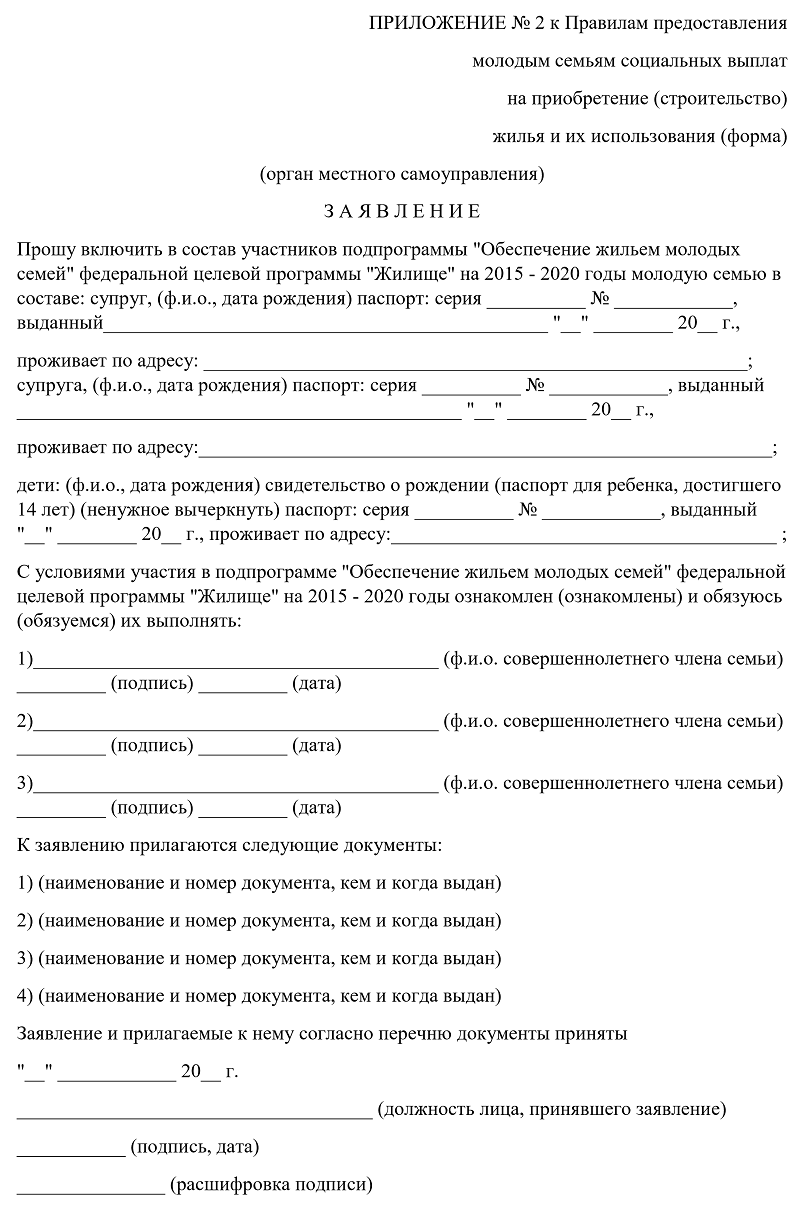 ПРИЛОЖЕНИЕ № 2 к Правилам предоставления
молодым семьям социальных выплат
на приобретение (строительство)
жилья и их использования (форма)
(орган местного самоуправления)
З А Я В Л Е Н И Е
Прошу включить в состав участников подпрограммы "Обеспечение жильем молодых
семей" федеральной целевой программы "Жилище" на 2015 - 2020 годы молодую семью в
составе: супруг, (ф.и.о., дата рождения) паспорт: серия __________ № ____________,
выданный_____________________________________________ "__" ________ 20__ г.,
проживает по адресу: _______________________________________________________;
супруга, (ф.и.о., дата рождения) паспорт: серия __________ № ____________, выданный
_____________________________________________ "__" ________ 20__ г.,
проживает по адресу:__________________________________________________________;
дети: (ф.и.о., дата рождения) свидетельство о рождении (паспорт для ребенка, достигшего
14 лет) (ненужное вычеркнуть) паспорт: серия __________ № ____________, выданный
"__" ________ 20__ г., проживает по адресу:_______________________________________ ;
С условиями участия в подпрограмме "Обеспечение жильем молодых семей" федеральной
целевой программы "Жилище" на 2015 - 2020 годы ознакомлен (ознакомлены) и обязуюсь
(обязуемся) их выполнять:
1)_________________________________________ (ф.и.о. совершеннолетнего члена семьи)
_________ (подпись) _________ (дата)
2)_________________________________________ (ф.и.о. совершеннолетнего члена семьи)
_________ (подпись) _________ (дата)
3)_________________________________________ (ф.и.о. совершеннолетнего члена семьи)
_________ (подпись) _________ (дата)
К заявлению прилагаются следующие документы:
1) (наименование и номер документа, кем и когда выдан)
2) (наименование и номер документа, кем и когда выдан)
3) (наименование и номер документа, кем и когда выдан)
4) (наименование и номер документа, кем и когда выдан)
Заявление и прилагаемые к нему согласно перечню документы приняты
"__" ____________ 20__ г.
____________________________________ (должность лица, принявшего заявление)
___________ (подпись, дата)
_______________ (расшифровка подписи)